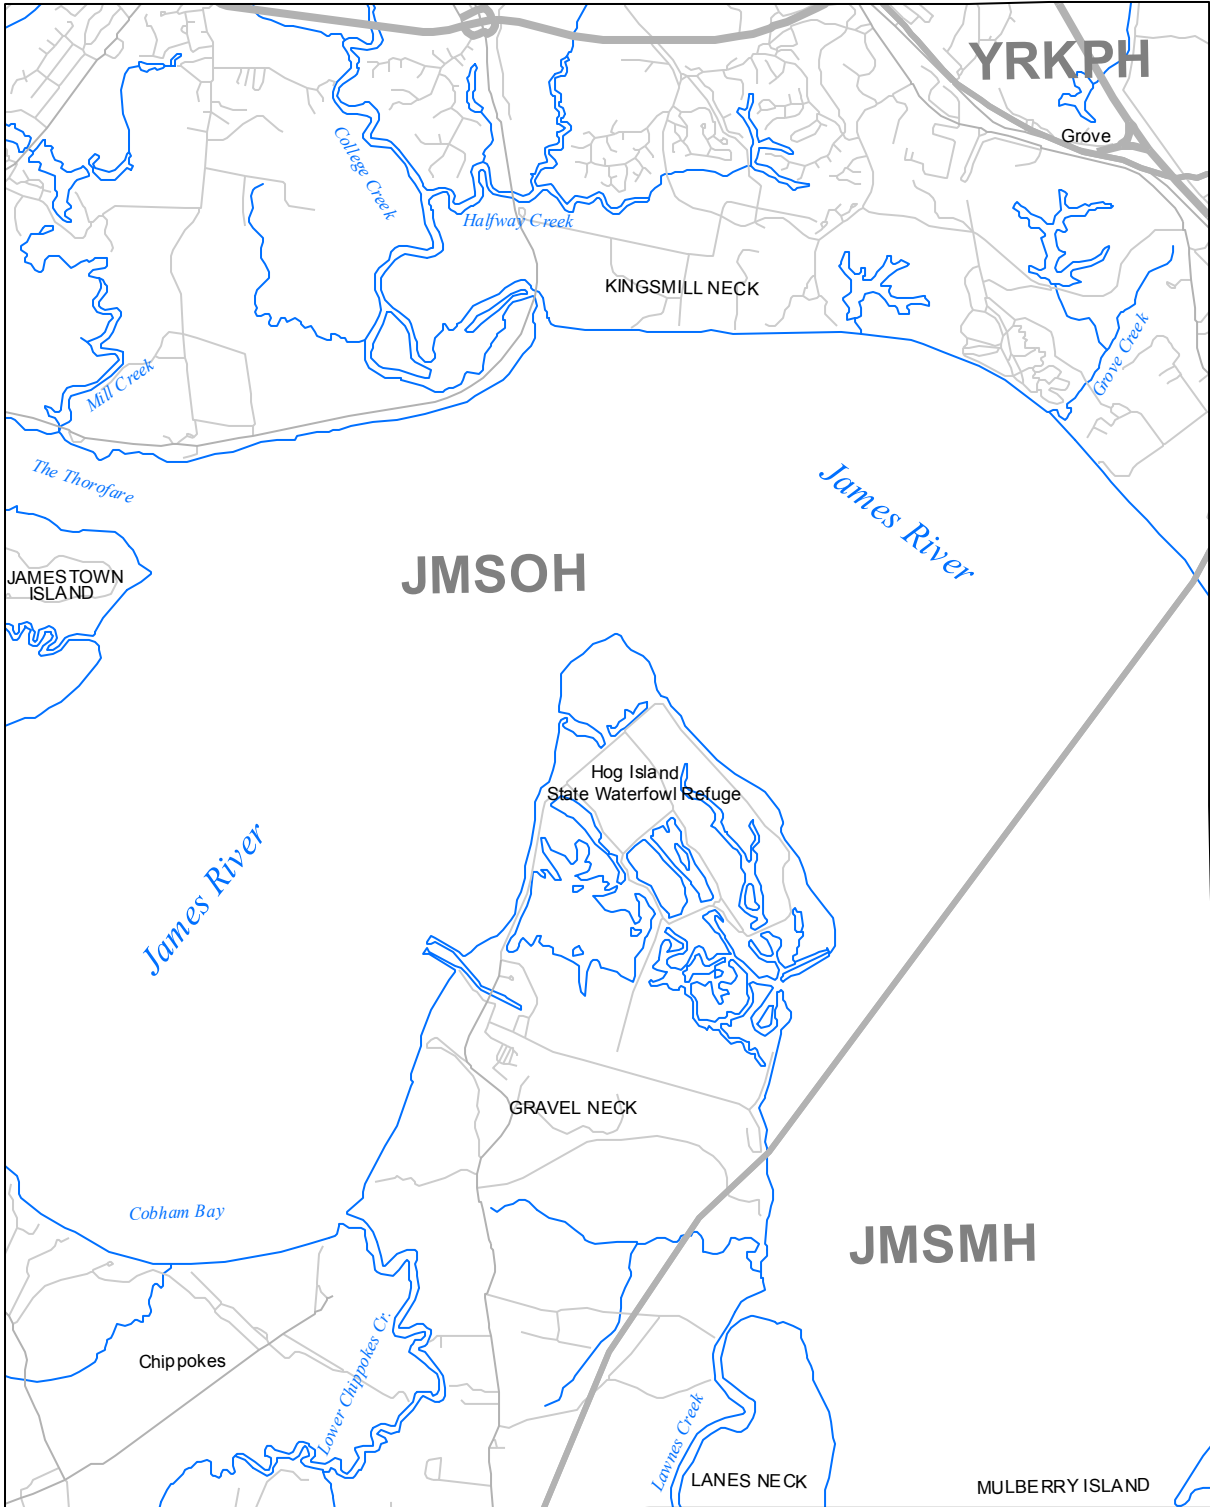 YRKPH
Grove
College Creek
Halfway Creek
KINGSMILL NECK
Grove Creek
Mill Creek
The Thorofare
James River
JMSOH
JAMESTOWN
ISLAND
Hog Island
State Waterfowl Refuge
James River
GRAVEL NECK
Cobham Bay
JMSMH
Chippokes
Lower Chippokes Cr.
Lawnes Creek
LANES NECK
MULBERRY ISLAND